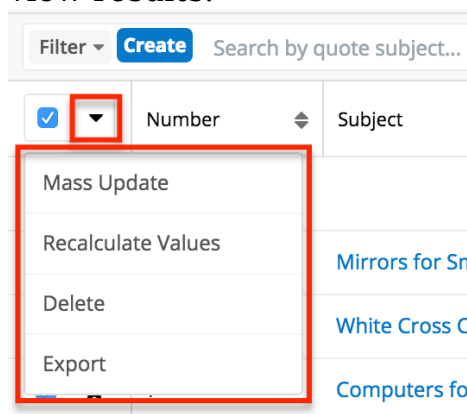 Filter Create Search by quote subject...
Number Subject
Mass Update
Recalculate Values
Mirrors for Sm
Delete
White Cross C
Export
Computers fo